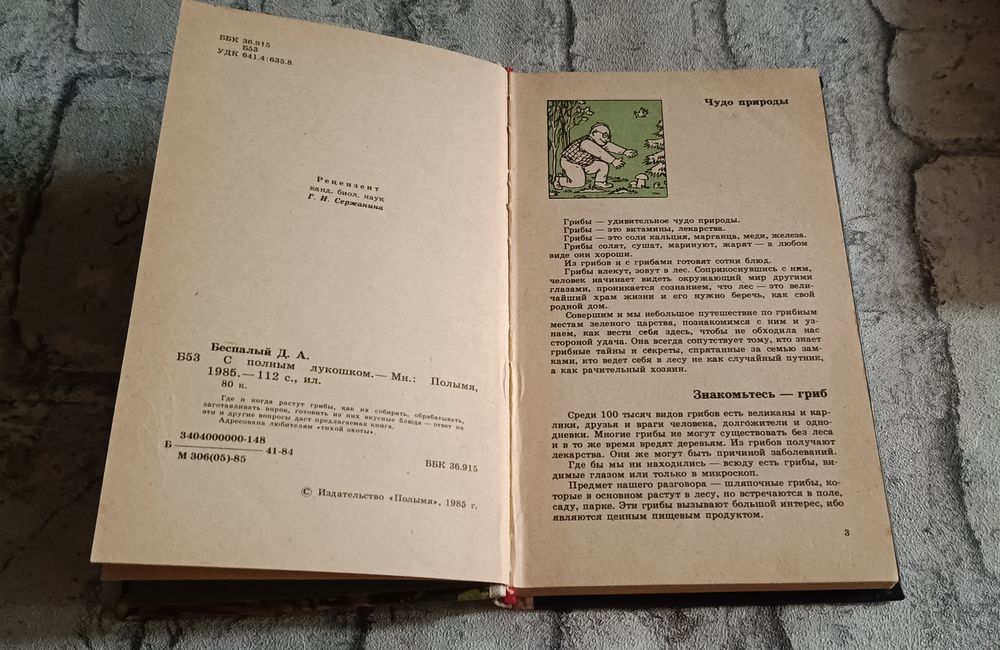 ББК 36.915
Б53
УДК 641.4:635.8
Рецензент
канд. биол. наук
Г. И. Сержанина
Беспалый Д. А.
Б53 С полным лукошком.— Мн.: Полымя,
1985.— 112 с., ил.
80 к.
Где и когда растут грибы, как их собирать, обрабатывать,
заготавливать впрок, готовить из них вкусные блюда — ответ на
эти и другие вопросы даст предлагаемая книга.
Адресована любителям «тихой охоты».
Б 3404000000-148 41-84
М 306(05)-85
ББК 36.915
© Издательство «Полымя», 1985 г.
Чудо природы
Грибы — удивительное чудо природы.
Грибы — это витамины, лекарства.
Грибы — это соли кальция, марганца, меди, железа.
Грибы солят, сушат, маринуют, жарят — в любом
виде они хороши.
Из грибов и с грибами готовят сотни блюд.
Грибы влекут, зовут в лес. Соприкоснувшись с ним,
человек начинает видеть окружающий мир другими
глазами, проникается сознанием, что лес — это вели-
чайший храм жизни и его нужно беречь, как свой
родной дом.
Совершим и мы небольшое путешествие по грибным
местам зеленого царства, познакомимся с ним и уз-
наем, как вести себя здесь, чтобы не обходила нас
стороной удача. Она всегда сопутствует тому, кто знает
грибные тайны и секреты, спрятанные за семью зам-
ками, кто ведет себя в лесу не как случайный путник,
а как рачительный хозяин.
Знакомьтесь — гриб
Среди 100 тысяч видов грибов есть великаны и кар-
лики, друзья и враги человека, долгожители и одно-
дневки. Многие грибы не могут существовать без леса
и в то же время вредят деревьям. Из грибов получают
лекарства. Они же могут быть причиной заболеваний.
Где бы мы ни находились — всюду есть грибы, ви-
димые глазом или только в микроскоп.
Предмет нашего разговора — шляпочные грибы, ко-
торые в основном растут в лесу, но встречаются в поле,
саду, парке. Эти грибы вызывают большой интерес, ибо
являются ценным пищевым продуктом.
3